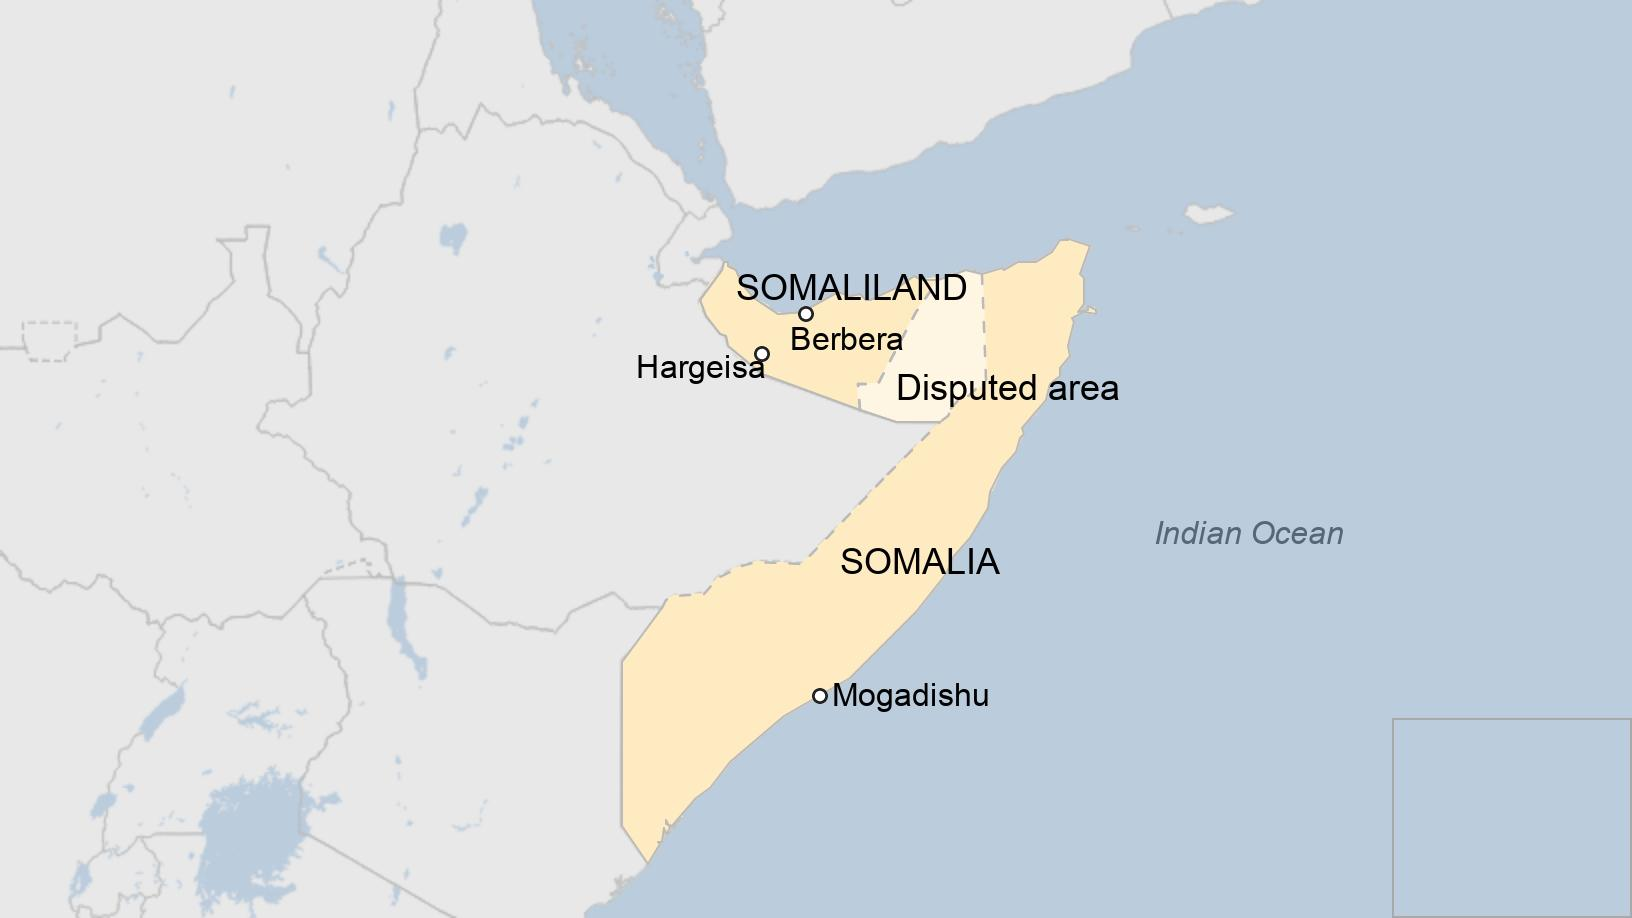 SOMALILAND
Berbera
Hargeisa
Disputed area
Indian Ocean
SOMALIA
Mogadishu